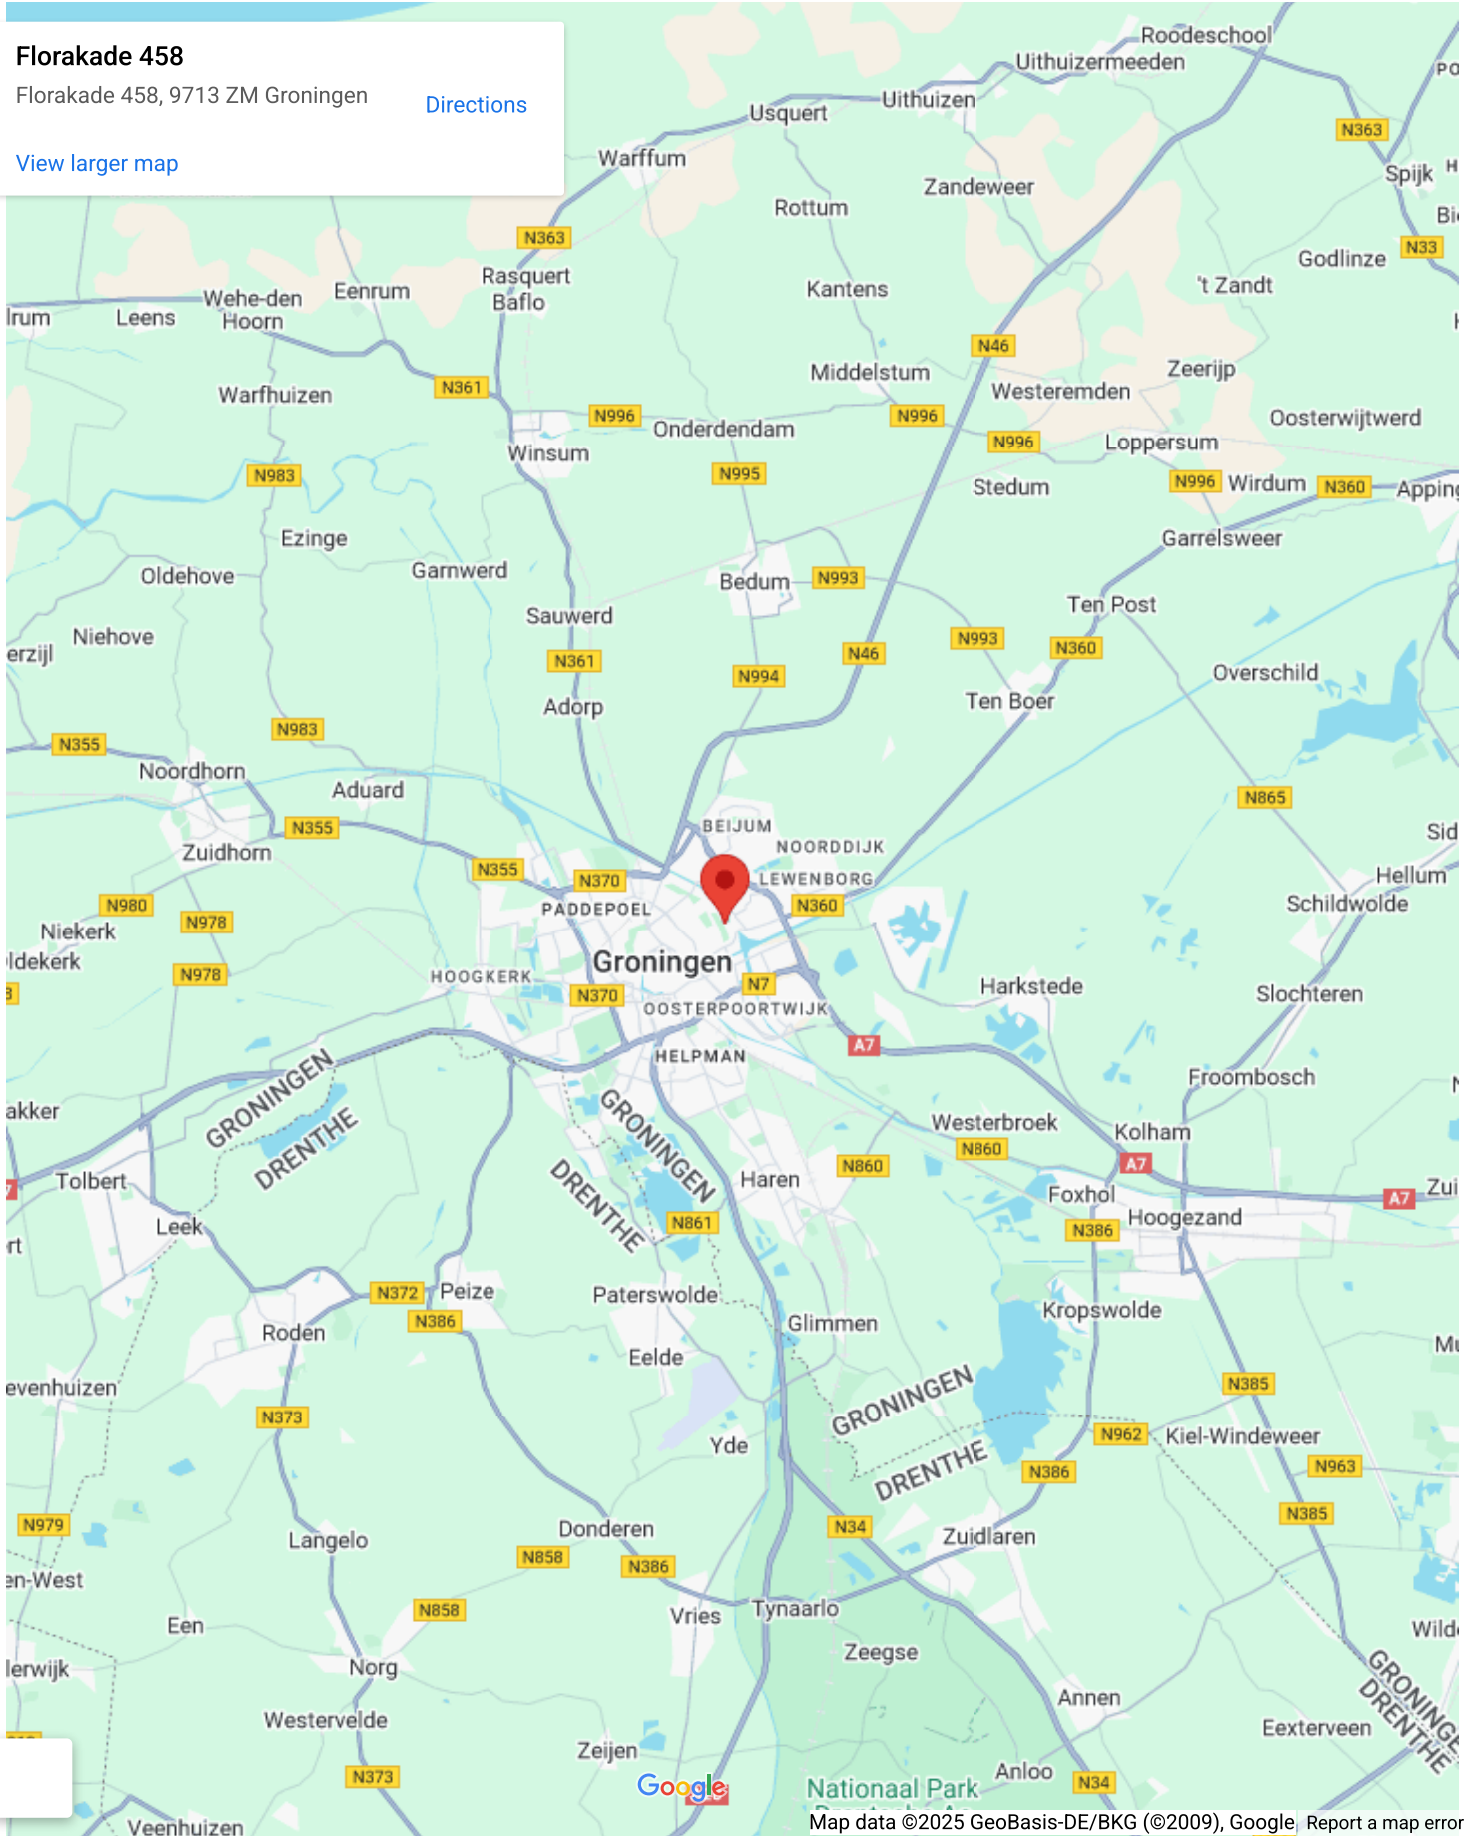 Florakade 458
Florakade 458, 9713 ZM Groningen
Directions
View larger map
Roodeschool
Uithuizermeeden
Uithuizen
Usquert
N363
Warffum
Spijk
Zandeweer
Rottum
N363
N33
Godlinze
Rasquert
Baflo
Kantens
't Zandt
Wehe-den
Hoorn
Eenrum
Leens
N46
Middelstum
Zeerijp
Warfhuizen
N361
Westeremden
N996
N996
Onderdendam
N996
Oosterwijtwerd
Loppersum
Winsum
N983
N995
Stedum
N996
Wirdum
N360
Ezinge
Garrelsweer
Oldehove
Garnwerd
Bedum
N993
Sauwerd
Ten Post
Niehove
N361
N46
N993
N360
N994
Overschild
Adorp
Ten Boer
N983
N355
Noordhorn
Aduard
N865
N355
BEIJUM
Zuidhorn
NOORDDIJK
N355
N370
LEWENBORG
Hellum
N980
N978
PADDEPOEL
N360
Schildwolde
Niekerk
Groningen
N978
HOOGKERK
N7
N370
Harkstede
Slochteren
OOSTERPOORTWIJK
A7
HELPMAN
GRONINGEN
DRENTHE
Froombosch
GRONINGEN
DRENTHE
Westerbroek
N860
Kolham
A7
Tolbert
Haren
N860
Foxhol
A7
Leek
N861
N386
Hoogezand
N372
Peize
Paterswolde
Kropswolde
N386
Roden
Glimmen
Eelde
N385
GRONINGEN
DRENTHE
N373
Yde
N962
Kiel-Windeweer
N386
N963
N979
N385
Langelo
Donderen
N34
Zuidlaren
N858
N386
N858
Vries
Tynaarlo
Een
Zeegse
Norg
Annen
Westervelde
Eexterveen
GRONINGE
DRENTHE
Zeijen
N373
Google
Anloo
N34
Nationaal Park
Veenhuizen
Map data ©2025 GeoBasis-DE/BKG (©2009), Google
Report a map error